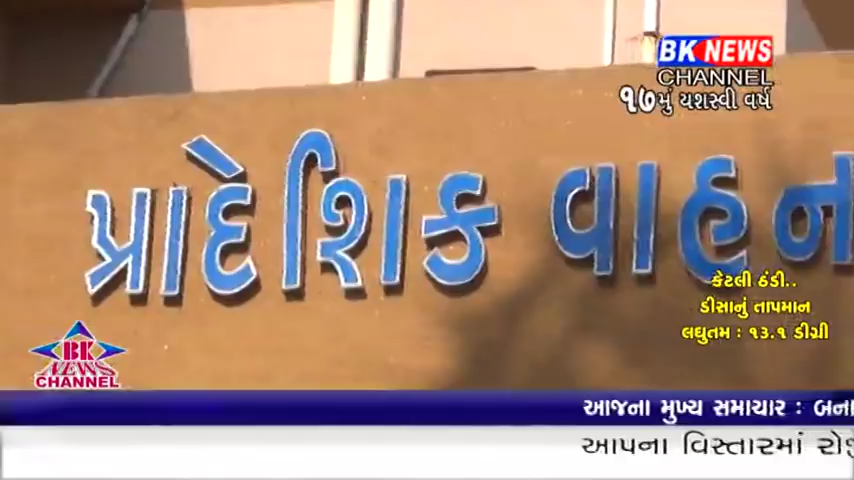 BK NEWS
CHANNEL
૧૭મું યશસ્વી વર્ષ
પ્રાદેશિક વાહન
કેટલી ઠંડી..
ડીસાનું તાપમાન
લઘુતમ : ૧૩.૧ ડીગ્રી
BK
NEWS
CHANNEL
આજના મુખ્ય સમાચાર :
આપના વિસ્તારમાં